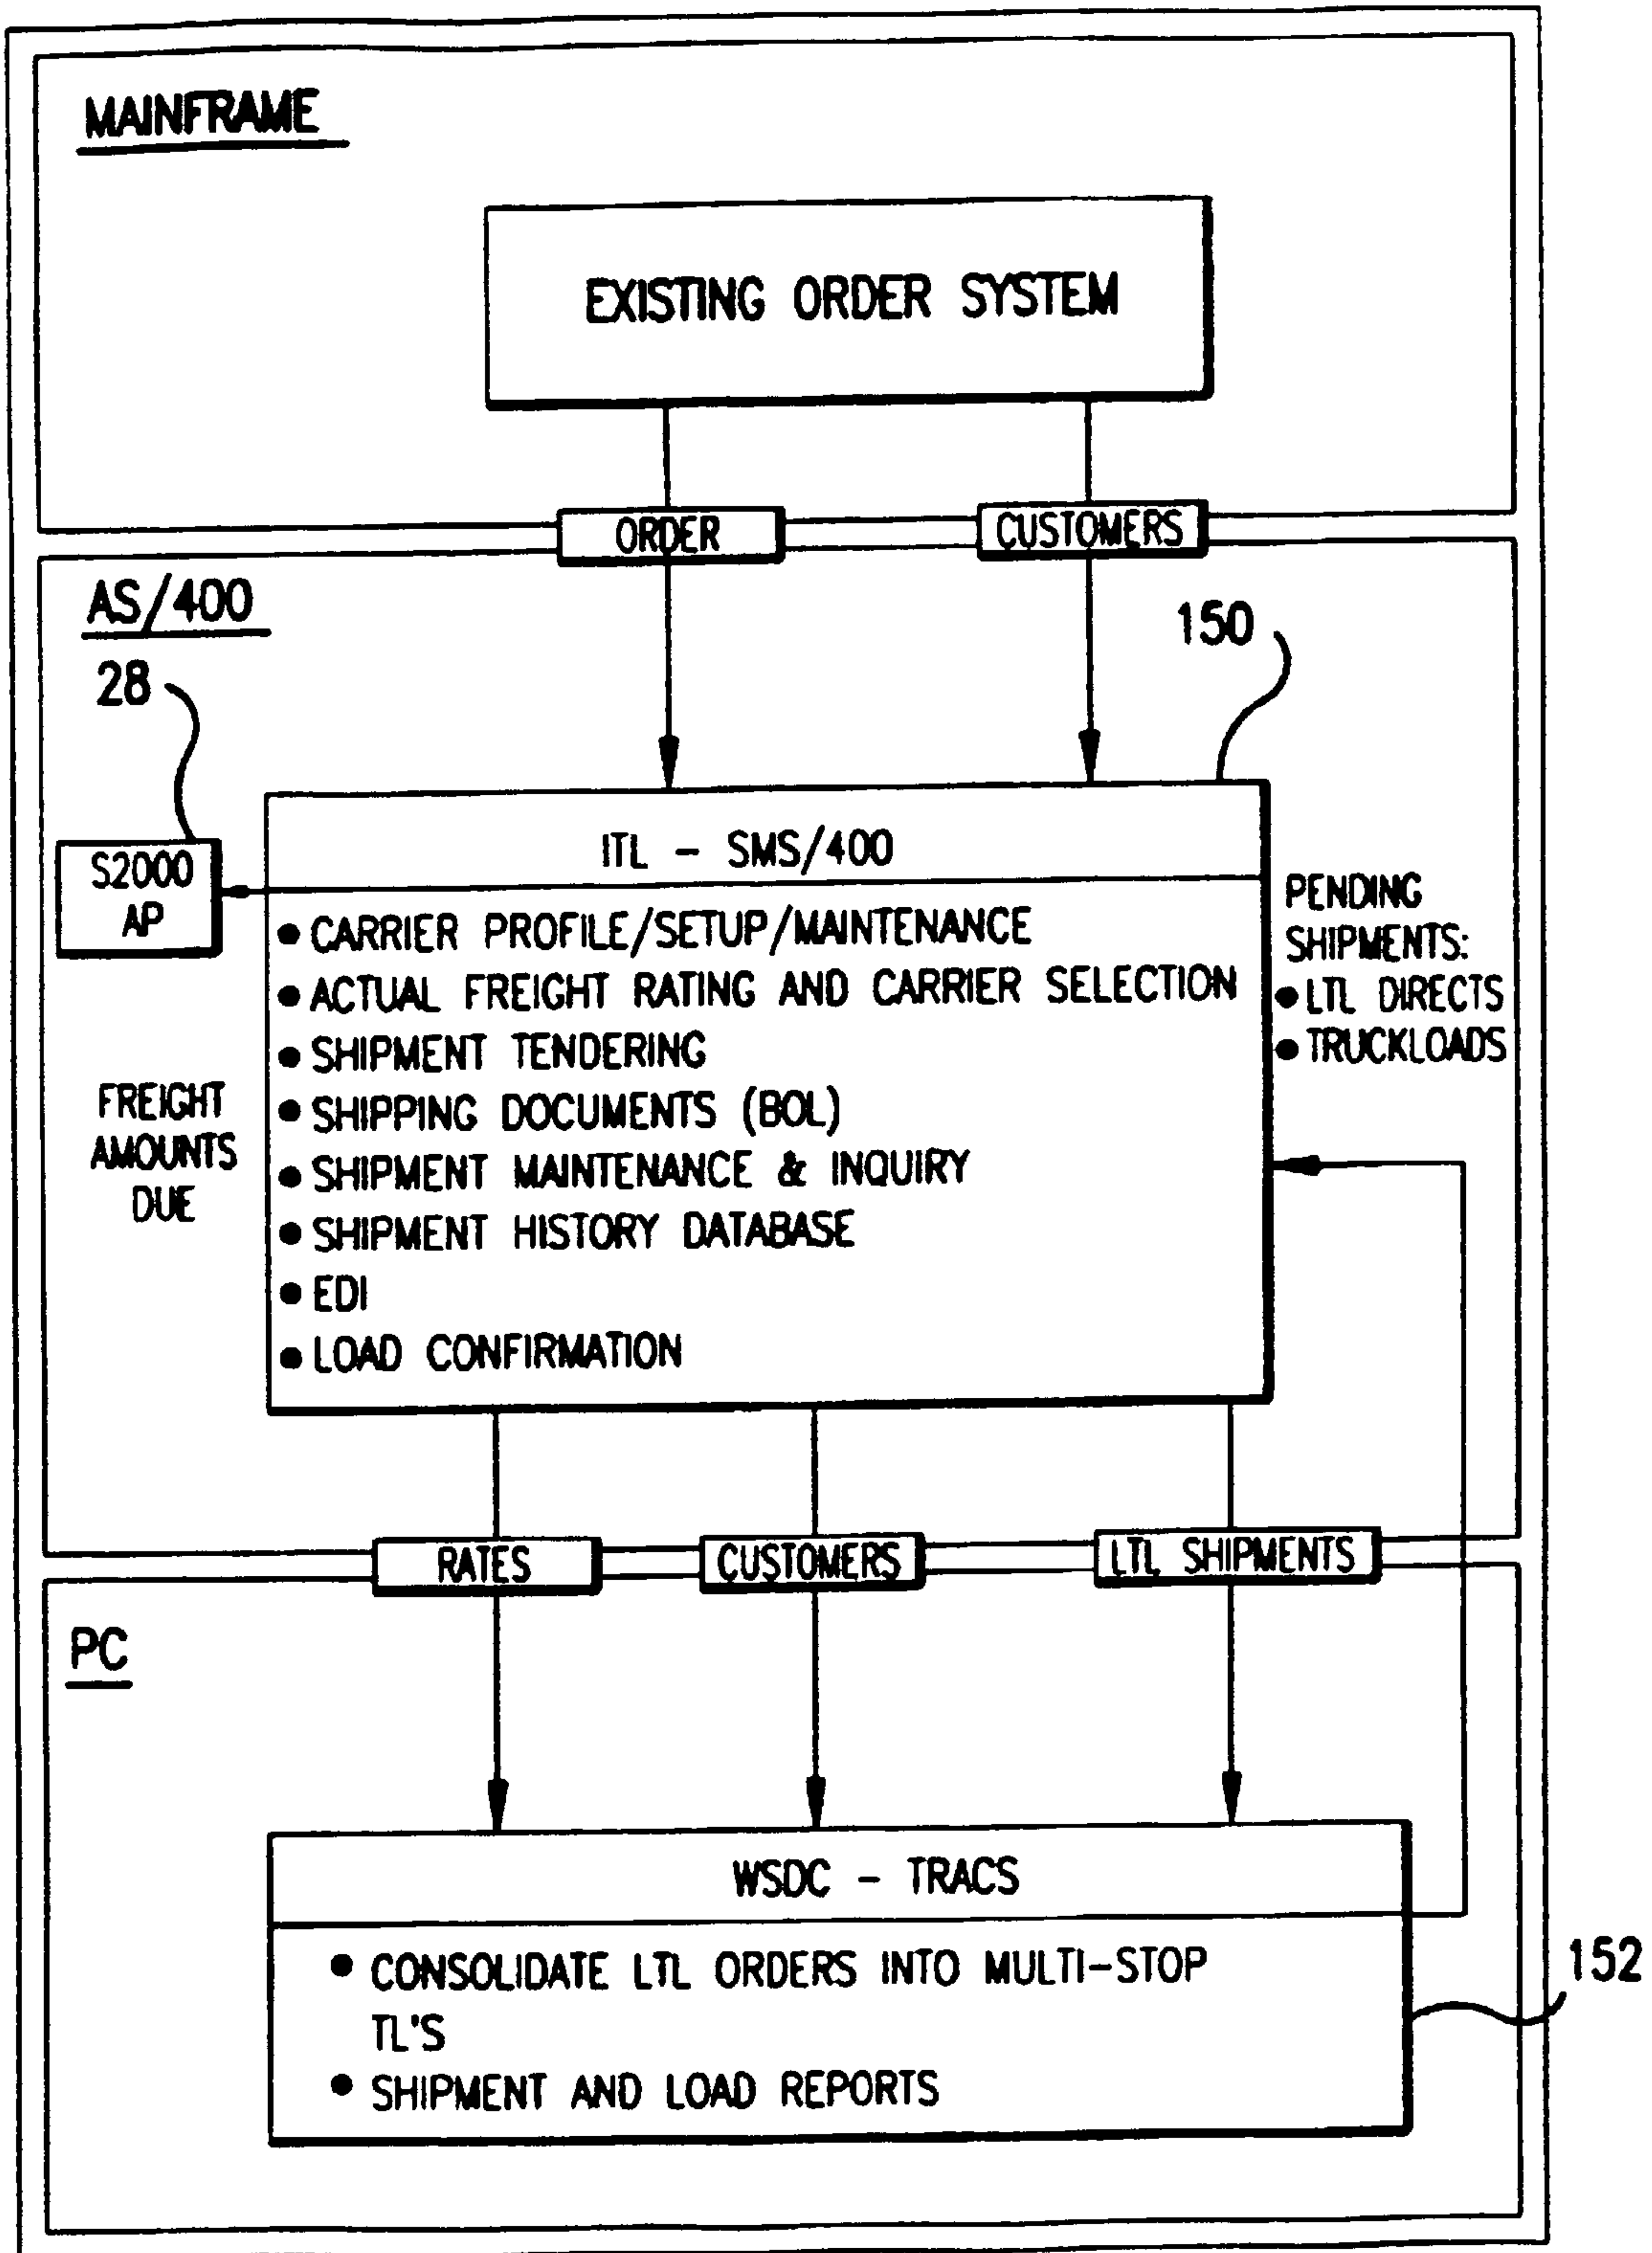 MAINFRAME
EXISTING ORDER SYSTEM
ORDER
CUSTOMERS
AS/400
150
28
S2000
AP
ITL - SMS/400
• CARRIER PROFILE/SETUP/MAINTENANCE
• ACTUAL FREIGHT RATING AND CARRIER SELECTION
• SHIPMENT TENDERING
• SHIPPING DOCUMENTS (BOL)
• SHIPMENT MAINTENANCE & INQUIRY
• SHIPMENT HISTORY DATABASE
• EDI
• LOAD CONFIRMATION
PENDING
SHIPMENTS:
• LTL DIRECTS
• TRUCKLOADS
FREIGHT
AMOUNTS
DUE
RATES
CUSTOMERS
LTL SHIPMENTS
PC
WSDC - TRACS
• CONSOLIDATE LTL ORDERS INTO MULTI-STOP
TL'S
• SHIPMENT AND LOAD REPORTS
152